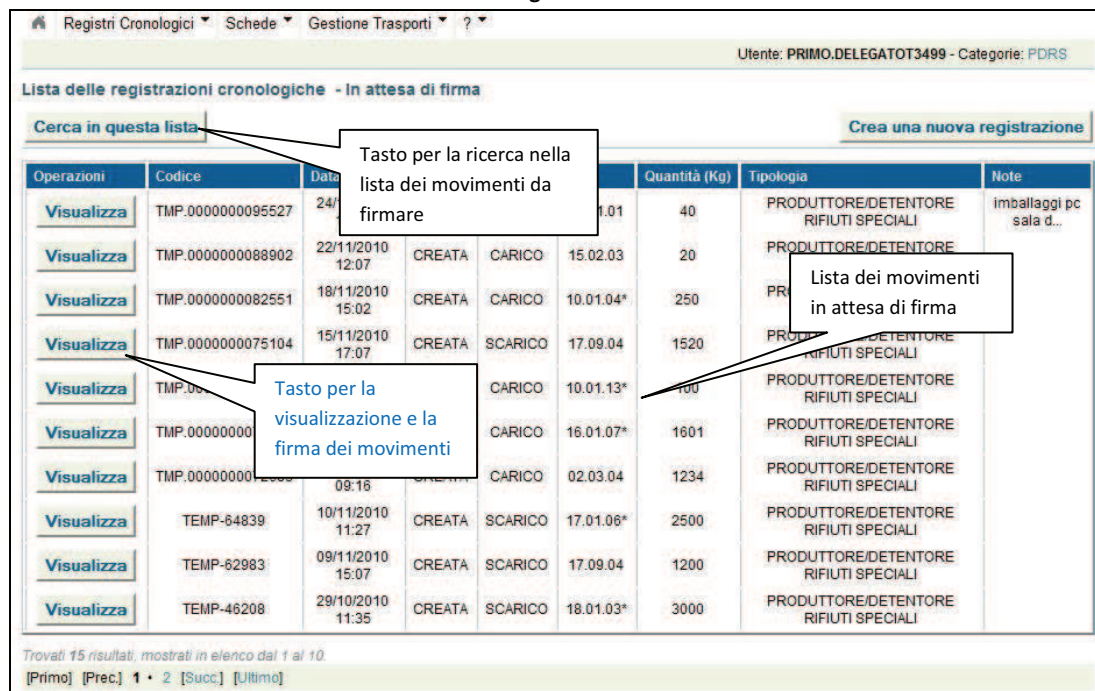 Registri Cronologici Schede Gestione Trasporti ?
Utente: PRIMO.DELEGATOT3499 - Categorie: PDRS
Lista delle registrazioni cronologiche - In attesa di firma
Cerca in questa lista
Crea una nuova registrazione
Tasto per la ricerca nella
lista dei movimenti da
firmare
Operazioni Codice Data Quantità (Kg) Tipologia Note
Visualizza TMP.0000000095527 24/ .01 40 PRODUTTORE/DETENTORE
RIFIUTI SPECIALI
imballaggi pc
sala d...
Visualizza TMP.0000000088902 22/11/2010
12:07
CREATA CARICO 15.02.03 20 PRODUTTORE/DETENTORE
Lista dei movimenti
in attesa di firma
Visualizza TMP.0000000082551 18/11/2010
15:02
CREATA CARICO 10.01.04* 250
Visualizza TMP.0000000075104 15/11/2010
17:07
CREATA SCARICO 17.09.04 1520 PRODUTTORE/DETENTORE
RIFIUTI SPECIALI
Tasto per la
visualizzazione e la
firma dei movimenti
Visualizza CARICO 10.01.13* PRODUTTORE/DETENTORE
RIFIUTI SPECIALI
Visualizza CARICO 16.01.07* 1601 PRODUTTORE/DETENTORE
RIFIUTI SPECIALI
Visualizza 09:16 CARICO 02.03.04 1234 PRODUTTORE/DETENTORE
RIFIUTI SPECIALI
Visualizza TEMP-64839 10/11/2010
11:27
CREATA SCARICO 17.01.06* 2500 PRODUTTORE/DETENTORE
RIFIUTI SPECIALI
Visualizza TEMP-62983 09/11/2010
15:07
CREATA SCARICO 17.09.04 1200 PRODUTTORE/DETENTORE
RIFIUTI SPECIALI
Visualizza TEMP-46208 29/10/2010
11:35
CREATA SCARICO 18.01.03* 3000 PRODUTTORE/DETENTORE
RIFIUTI SPECIALI
Trovati 15 risultati, mostrati in elenco dal 1 al 10.
[Primo] [Prec.] 1 • 2 [Succ.] [Ultimo]